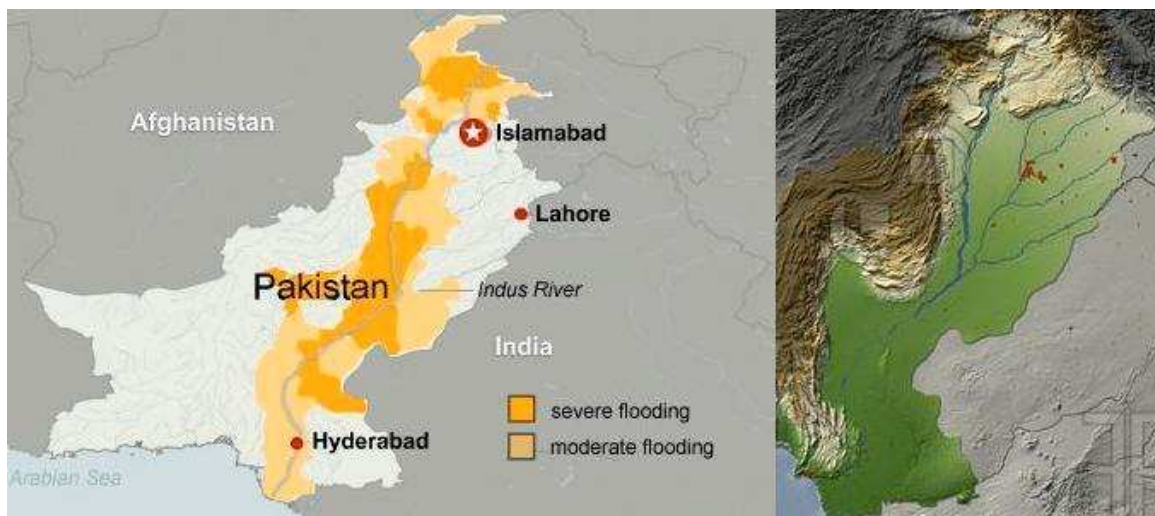 Afghanistan
Islamabad
Lahore
Pakistan
Indus River
India
severe flooding
moderate flooding
Hyderabad
Arabian Sea